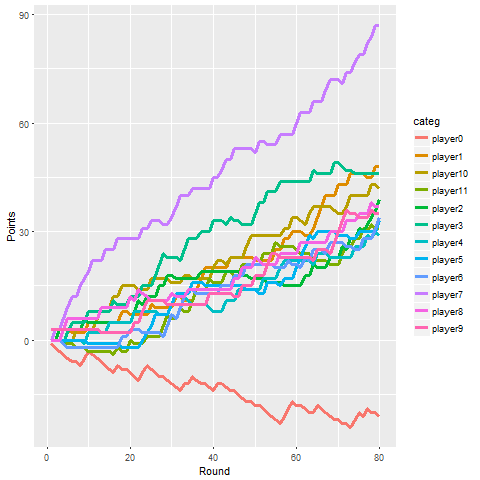 90
60
30
0
Points
0
20
40
60
80
Round
categ
player0
player1
player10
player11
player2
player3
player4
player5
player6
player7
player8
player9